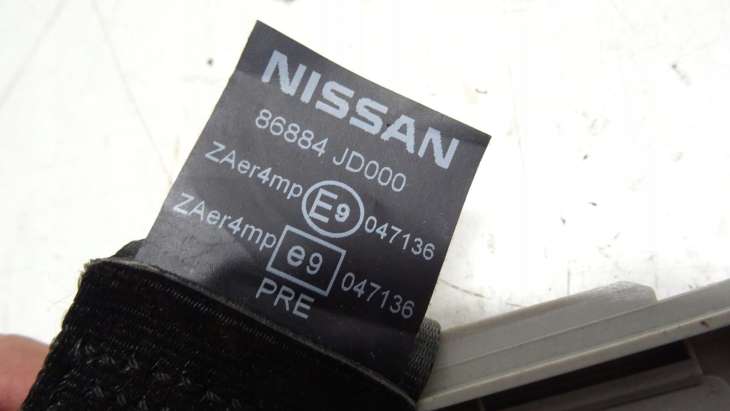 NISSAN
86884 JD000
ZAer4mp E9 047136
ZAer4mp e9 047136
PRE